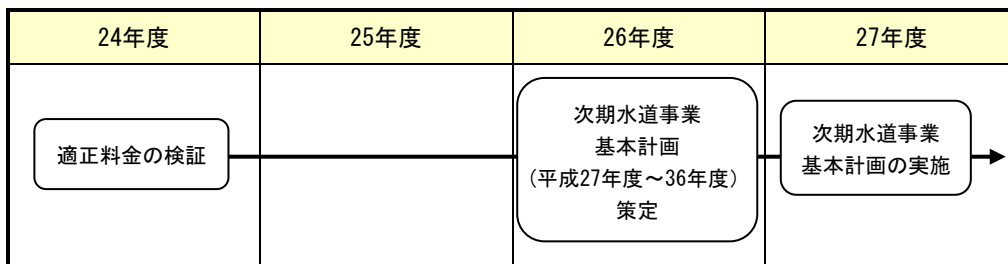 24年度
25年度
26年度
27年度
適正料金の検証
次期水道事業
基本計画
（平成27年度～36年度）
策定
次期水道事業
基本計画の実施